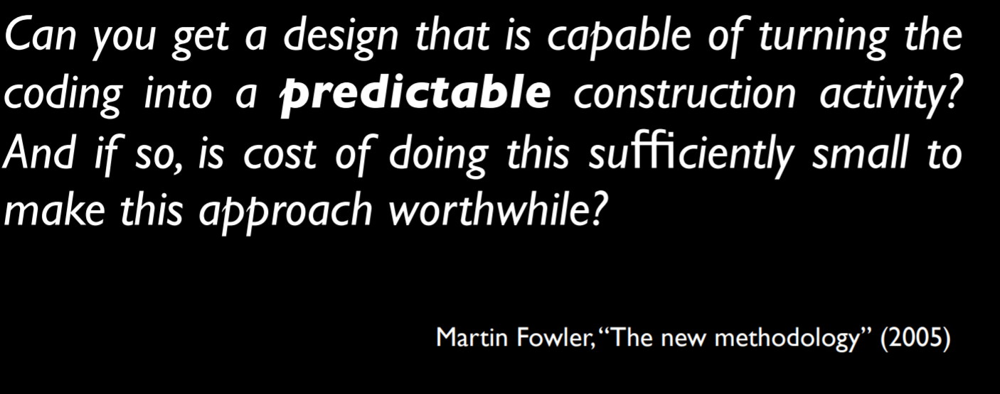 Can you get a design that is capable of turning the
coding into a predictable construction activity?
And if so, is cost of doing this sufficiently small to
make this approach worthwhile?
Martin Fowler, “The new methodology” (2005)